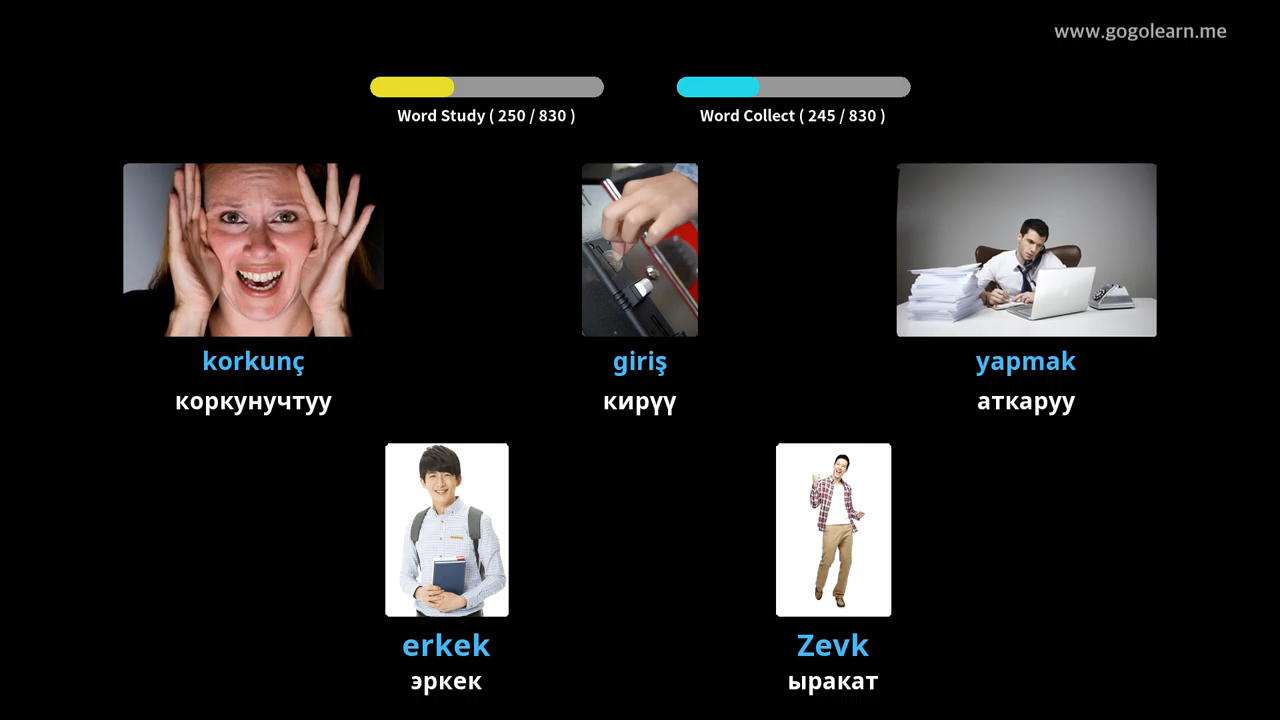 www.gogolearn.me
Word Study ( 250 / 830 )
Word Collect ( 245 / 830 )
korkunç
коркунучтуу
giriş
кирүү
yapmak
аткаруу
erkek
эркек
Zevk
ыракат